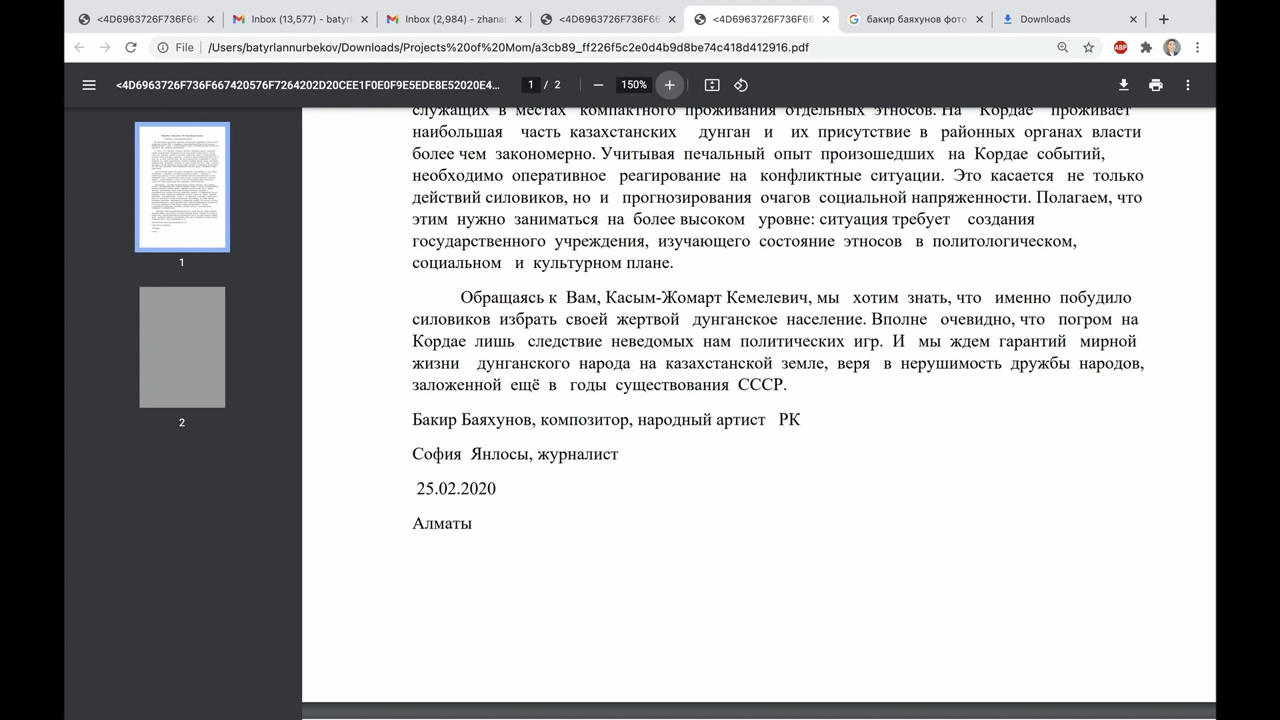 <4D6963726F736F66
Inbox (13,577) - batyr
Inbox (2,984) - zhana
<4D6963726F736F66
<4D6963726F736F66
бакир баяхунов фото
Downloads
File
/Users/batyrlannurbekov/Downloads/Projects%20of%20Mom/a3cb89_ff226f5c2e0d4b9d8be74c418d412916.pdf
ABP
<4D6963726F736F667420576F7264202D20CEE1F0E0F9E5EDE8E52020E4...
1 / 2
150%
1
2
служащих в местах компактного проживания отдельных этносов. На Кордае проживает
наибольшая часть казахстанских дунган и их присутствие в районных органах власти
более чем закономерно. Учитывая печальный опыт произошедших на Кордае событий,
необходимо оперативное реагирование на конфликтные ситуации. Это касается не только
действий силовиков, но и прогнозирования очагов социальной напряженности. Полагаем, что
этим нужно заниматься на более высоком уровне: ситуация требует создания
государственного учреждения, изучающего состояние этносов в политологическом,
социальном и культурном плане.
Обращаясь к Вам, Касым-Жомарт Кемелевич, мы хотим знать, что именно побудило
силовиков избрать своей жертвой дунганское население. Вполне очевидно, что погром на
Кордае лишь следствие неведомых нам политических игр. И мы ждем гарантий мирной
жизни дунганского народа на казахстанской земле, веря в нерушимость дружбы народов,
заложенной ещё в годы существования СССР.
Бакир Баяхунов, композитор, народный артист РК
София Янлосы, журналист
25.02.2020
Алматы